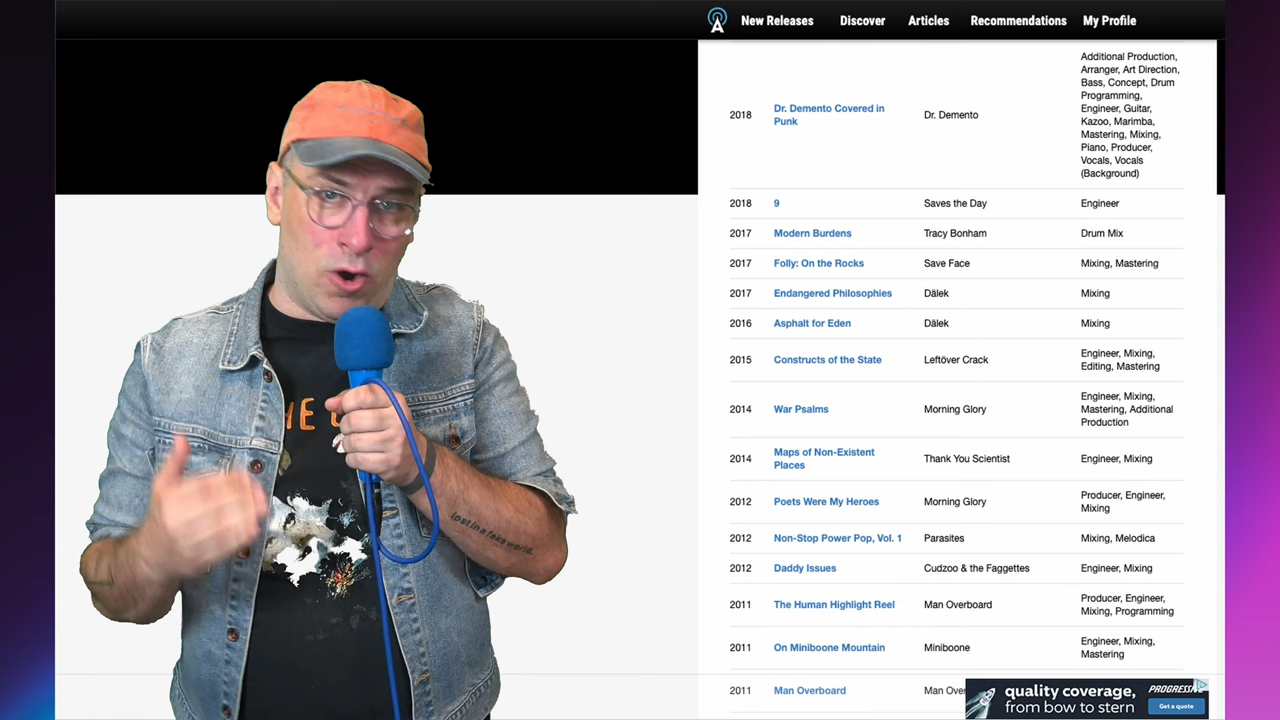 New Releases Discover Articles Recommendations My Profile
Additional Production,
Arranger, Art Direction,
Bass, Concept, Drum
Programming,
Engineer, Guitar,
2018 Dr. Demento Covered in Dr. Demento Kazoo, Marimba,
Punk Mastering, Mixing,
Piano, Producer,
Vocals, Vocals
(Background)
2018 9 Saves the Day Engineer
2017 Modern Burdens Tracy Bonham Drum Mix
2017 Folly: On the Rocks Save Face Mixing, Mastering
2017 Endangered Philosophies Dälek Mixing
2016 Asphalt for Eden Dälek Mixing
2015 Constructs of the State Leftöver Crack Engineer, Mixing,
Editing, Mastering
2014 War Psalms Morning Glory Engineer, Mixing,
Mastering, Additional
Production
2014 Maps of Non-Existent Thank You Scientist Engineer, Mixing
Places
2012 Poets Were My Heroes Morning Glory Producer, Engineer,
Mixing
2012 Non-Stop Power Pop, Vol. 1 Parasites Mixing, Melodica
2012 Daddy Issues Cudzoo & the Faggettes Engineer, Mixing
2011 The Human Highlight Reel Man Overboard Producer, Engineer,
Mixing, Programming
2011 On Miniboone Mountain Miniboone Engineer, Mixing,
Mastering
2011 Man Overboard Man
quality coverage,
from bow to stern
Get a quote
lost in a fake world.